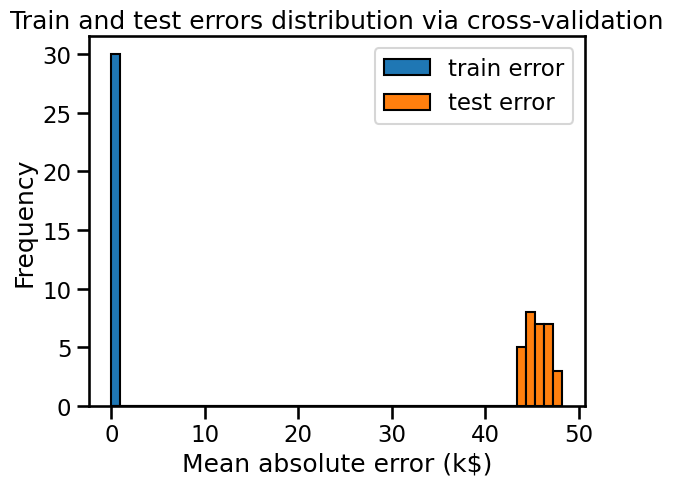 Train and test errors distribution via cross-validation
30
25
20
15
10
5
0
Frequency
train error
test error
0 10 20 30 40 50
Mean absolute error (k$)